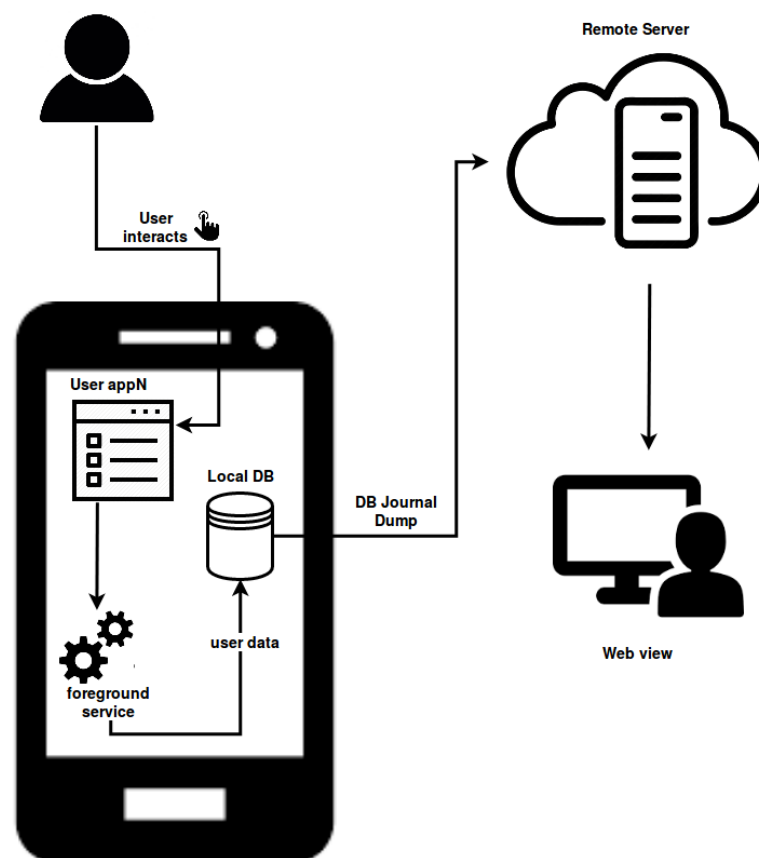 Remote Server
User
interacts
User appN
Local DB
DB Journal
Dump
user data
Web view
foreground
service